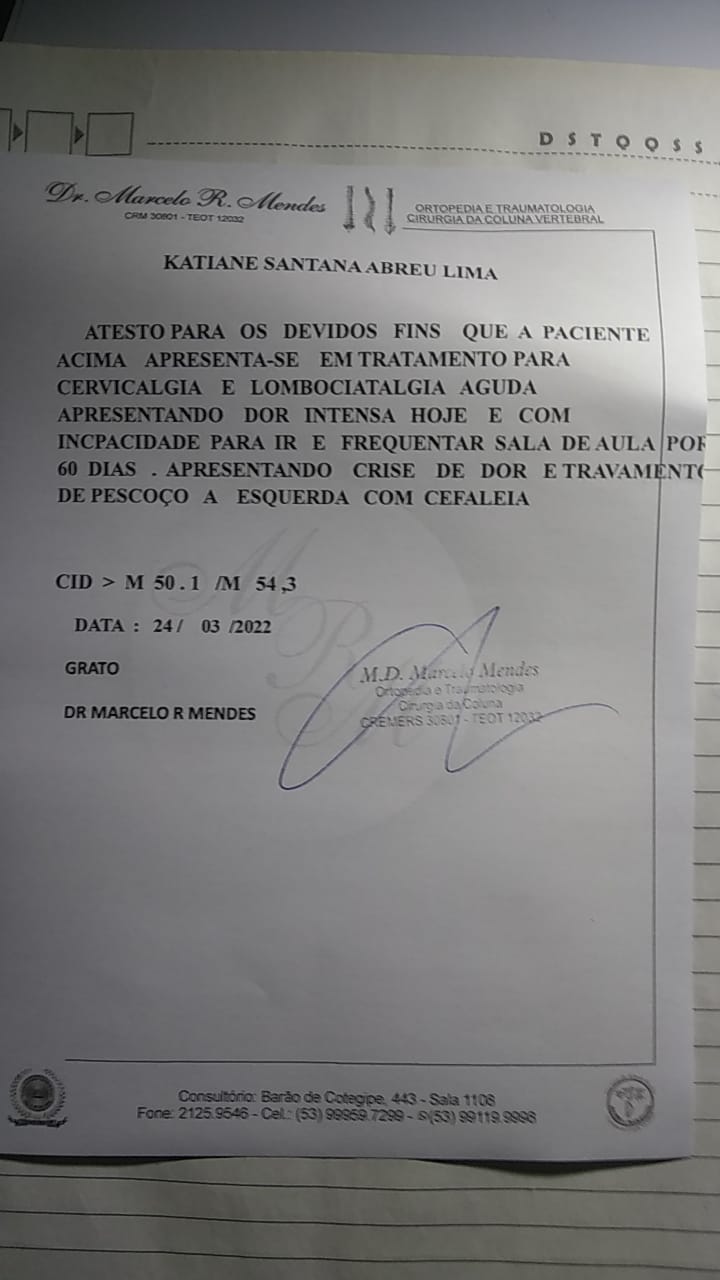 D S T Q Q S S
Dr. Marcelo R. Mendes
CRM 30801 - TEOT 12032
ORTOPEDIA E TRAUMATOLOGIA
CIRURGIA DA COLUNA VERTEBRAL
KATIANE SANTANA ABREU LIMA
ATESTO PARA OS DEVIDOS FINS QUE A PACIENTE
ACIMA APRESENTA-SE EM TRATAMENTO PARA
CERVICALGIA E LOMBOCIATALGIA AGUDA
APRESENTANDO DOR INTENSA HOJE E COM
INCPACIDADE PARA IR E FREQUENTAR SALA DE AULA POR
60 DIAS . APRESENTANDO CRISE DE DOR E TRAVAMENTO
DE PESCOÇO A ESQUERDA COM CEFALEIA
CID > M 50.1 /M 54,3
DATA : 24/ 03 /2022
GRATO
DR MARCELO R MENDES
M.D. Marcelo Mendes
Ortopedia e Traumatologia
Cirurgia da Coluna
CREMERS 30801 - TEOT 12032
MRM
Consultório: Barão de Cotegipe, 443 - Sala 1108
Fone: 2125.9546 - Cel.: (53) 99959.7299 - (53) 99119.9996